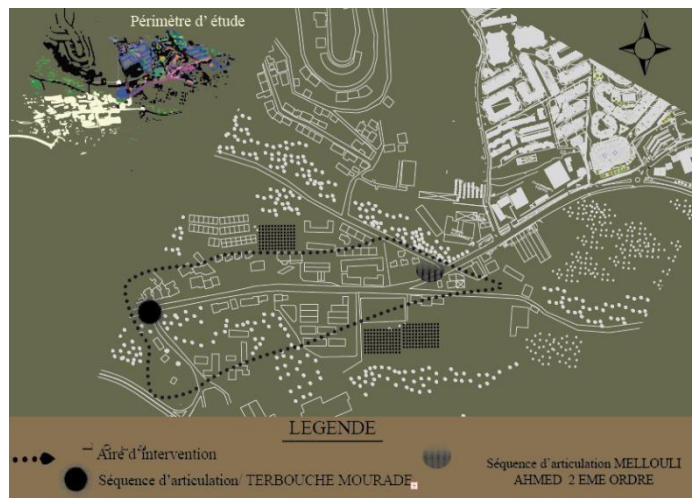 Périmètre d' étude
N
LEGENDE
Aire d'intervention
Séquence d'articulation/ TERBOUCHE MOURADE
Séquence d'articulation MELLOULI
AHMED 2 EME ORDRE